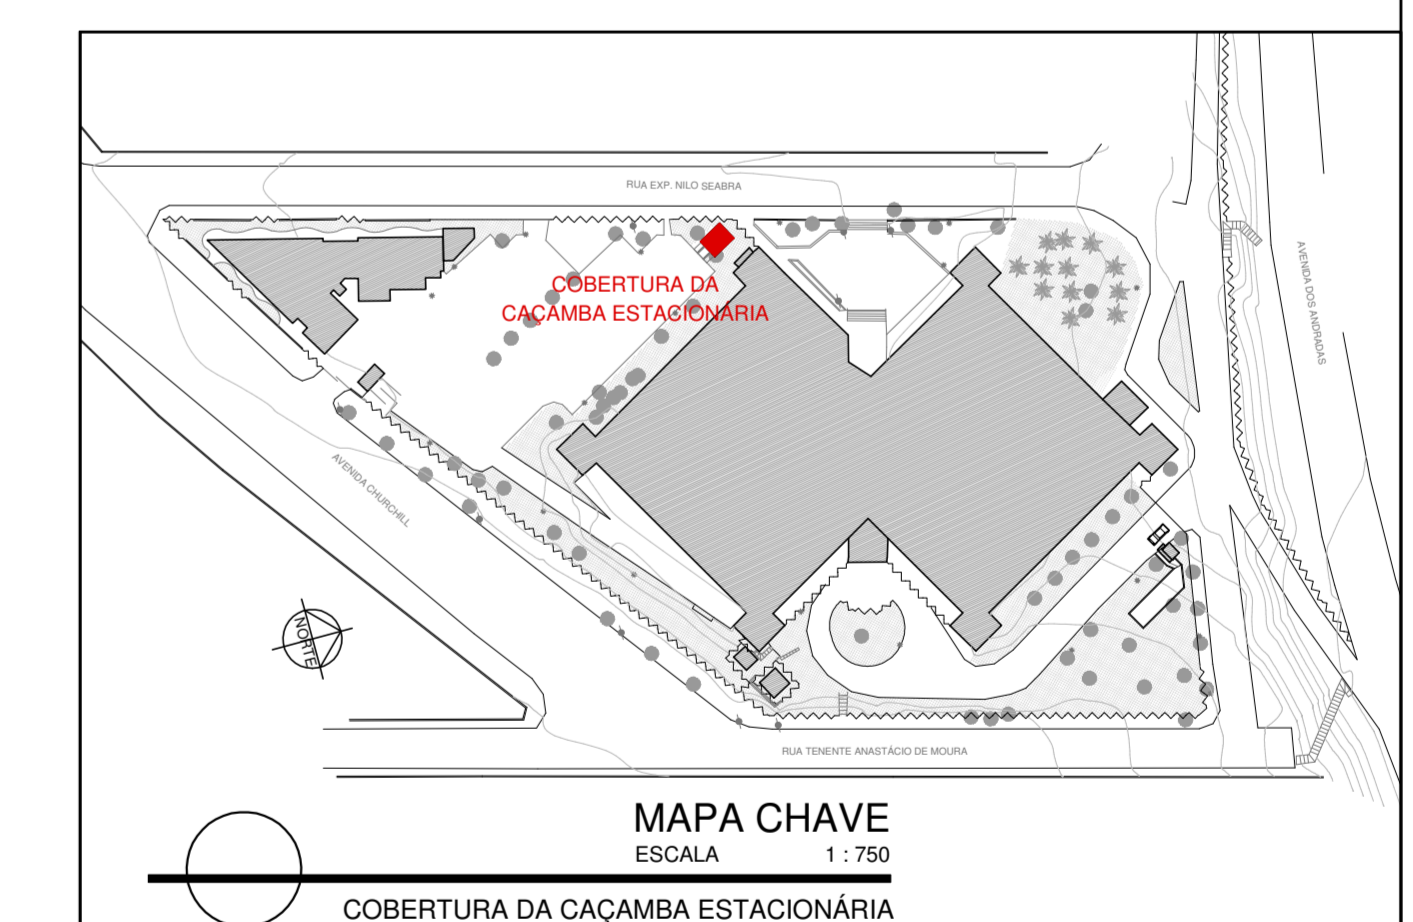 RUA EXP. NILO SEABRA
AVENIDA DOS ANDRADAS
COBERTURA DA
CAÇAMBA ESTACIONÁRIA
AVENIDA CHURCHILL
NORTE
RUA TENENTE ANASTÁCIO DE MOURA
MAPA CHAVE
ESCALA 1 : 750
COBERTURA DA CAÇAMBA ESTACIONÁRIA